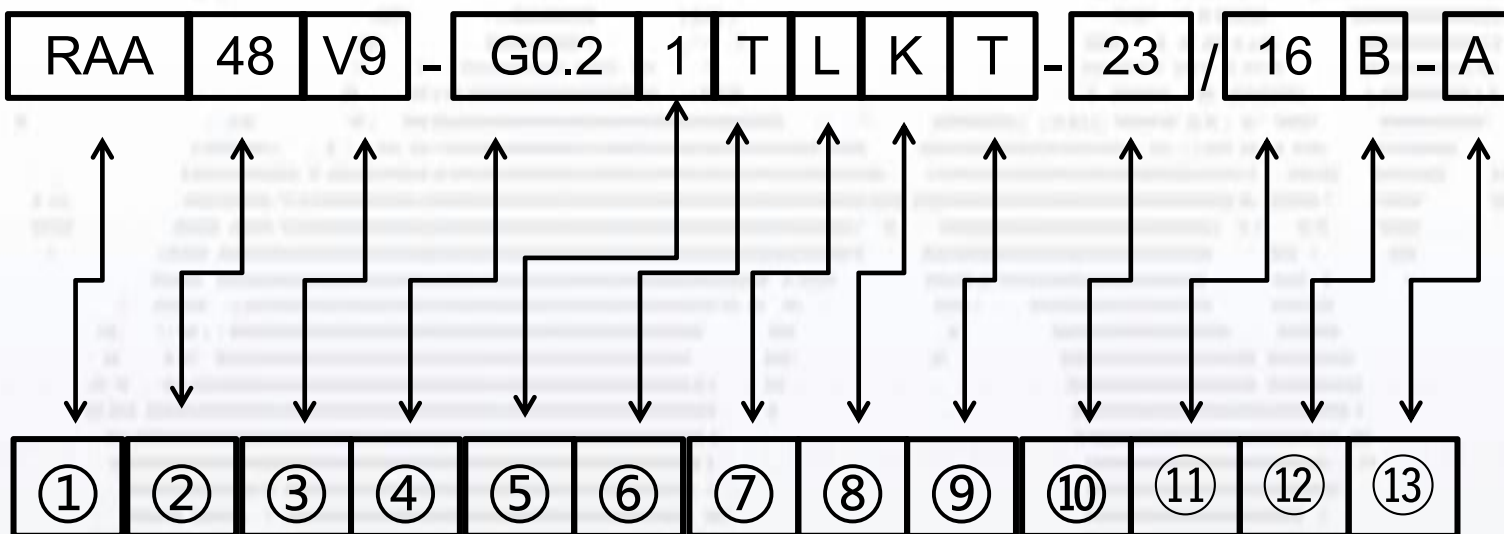 RAA 48 V9 - G0.2 1 T L K T - 23 / 16 B - A
① ② ③ ④ ⑤ ⑥ ⑦ ⑧ ⑨ ⑩ ⑪ ⑫ ⑬